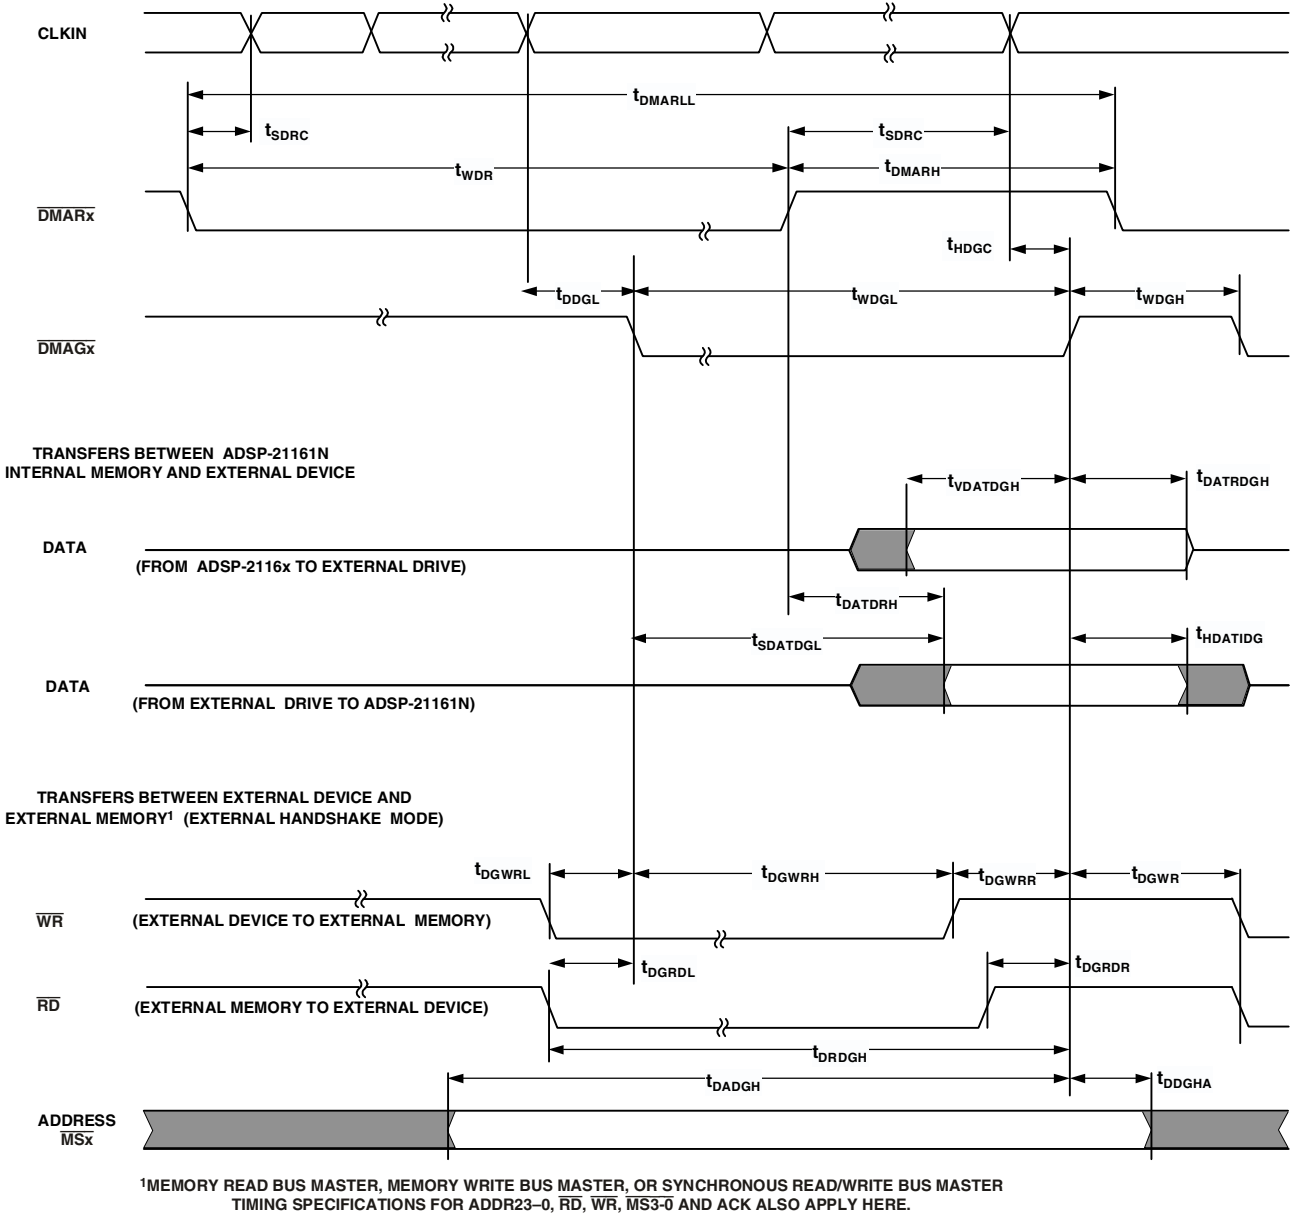 CLKIN
tDMARLL
tSDRC
tSDRC
tWDR
tDMARH
DMARx
tHDGC
tDDGL
tWDGL
tWDGH
DMAGx
TRANSFERS BETWEEN ADSP-21161N
INTERNAL MEMORY AND EXTERNAL DEVICE
tVDATDGH
tDATRDGH
DATA
(FROM ADSP-2116x TO EXTERNAL DRIVE)
tDATDRH
tSDATDGL
tHDATIDG
DATA
(FROM EXTERNAL DRIVE TO ADSP-21161N)
TRANSFERS BETWEEN EXTERNAL DEVICE AND
EXTERNAL MEMORY1 (EXTERNAL HANDSHAKE MODE)
tDGWRL
tDGWRH
tDGWRR
tDGWR
WR
(EXTERNAL DEVICE TO EXTERNAL MEMORY)
tDGRDL
tDGRDR
RD
(EXTERNAL MEMORY TO EXTERNAL DEVICE)
tDRDGH
tDADGH
tDDGHA
ADDRESS
MSx
1MEMORY READ BUS MASTER, MEMORY WRITE BUS MASTER, OR SYNCHRONOUS READ/WRITE BUS MASTER
TIMING SPECIFICATIONS FOR ADDR23–0, RD, WR, MS3-0 AND ACK ALSO APPLY HERE.